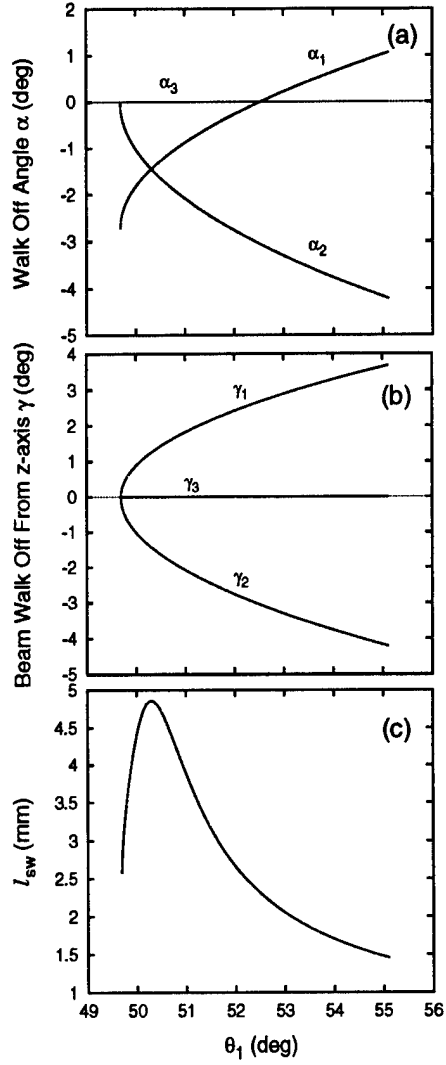 2
(a)
α₁
1
α₃
0
-1
-2
-3
α₂
-4
-5
Walk Off Angle α (deg)
4
(b)
3
γ₁
2
1
γ₃
0
-1
γ₂
-2
-3
-4
-5
Beam Walk Off From z-axis γ (deg)
5
(c)
4.5
4
3.5
3
2.5
2
1.5
1
l_sw (mm)
49 50 51 52 53 54 55 56
θ₁ (deg)